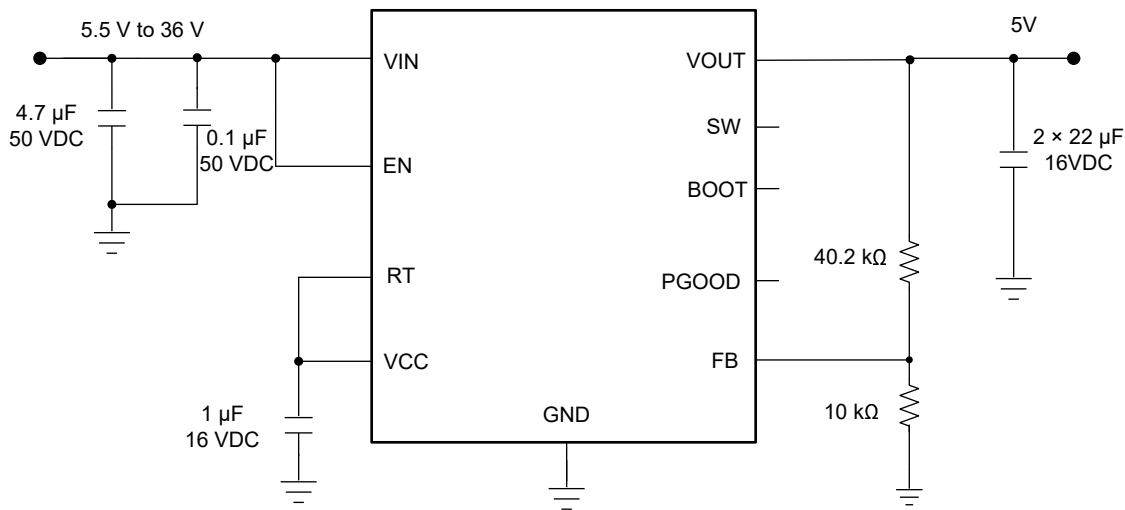 5.5 V to 36 V
5V
VIN
VOUT
4.7 µF
50 VDC
0.1 µF
50 VDC
SW
2 × 22 µF
16VDC
EN
BOOT
40.2 kΩ
RT
PGOOD
VCC
FB
1 µF
16 VDC
GND
10 kΩ